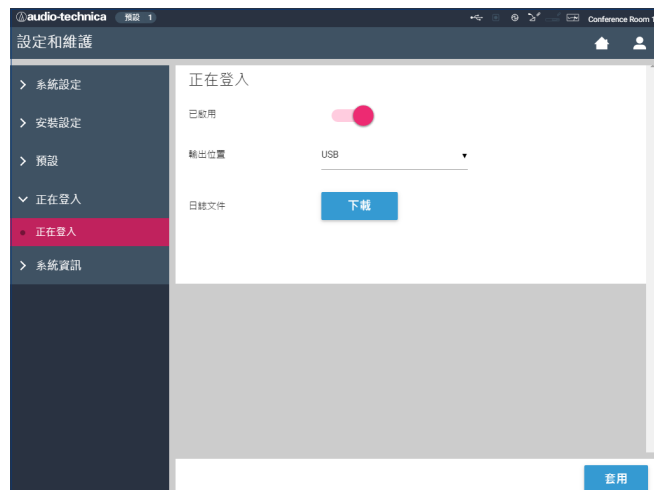 audio-technica 預設 1 Conference Room 1
設定和維護
系統設定
安裝設定
預設
正在登入
正在登入
系統資訊
正在登入
已啟用
輸出位置 USB
日誌文件 下載
套用